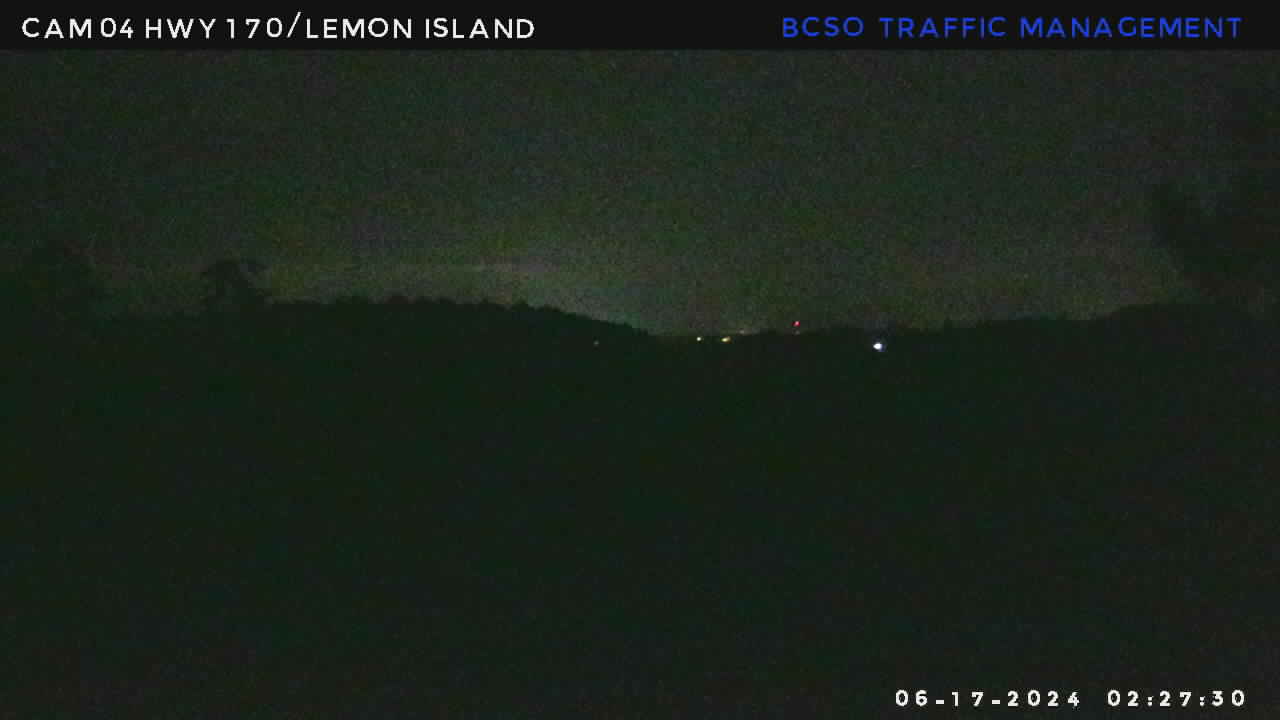 CAM04 HWY 170/LEMON ISLAND
BCSO TRAFFIC MANAGEMENT
06-17-2024 02:27:30